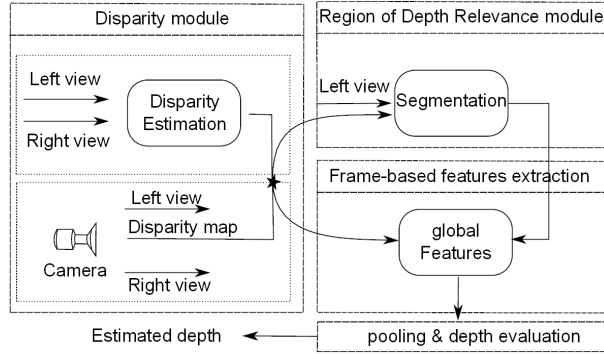 Disparity module
Left view
Right view
Disparity
Estimation
Left view
Disparity map
Right view
Camera
Region of Depth Relevance module
Left view
Segmentation
Frame-based features extraction
global
Features
pooling & depth evaluation
Estimated depth